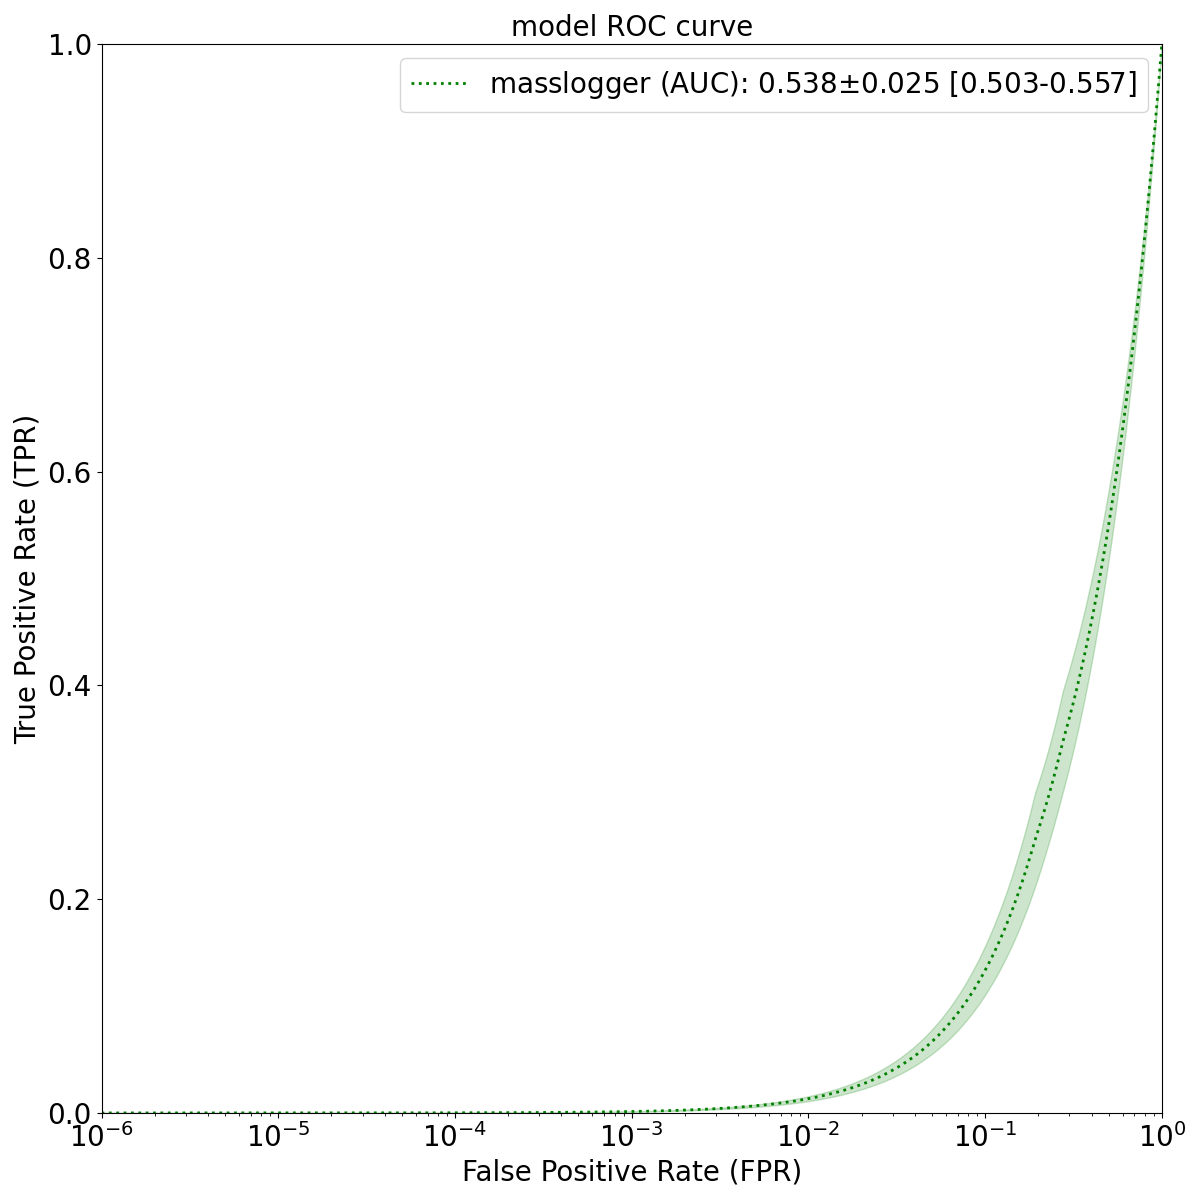 model ROC curve
masslogger (AUC): 0.538±0.025 [0.503-0.557]
1.0
0.8
0.6
0.4
0.2
0.0
True Positive Rate (TPR)
10⁻⁶ 10⁻⁵ 10⁻⁴ 10⁻³ 10⁻² 10⁻¹ 10⁰
False Positive Rate (FPR)